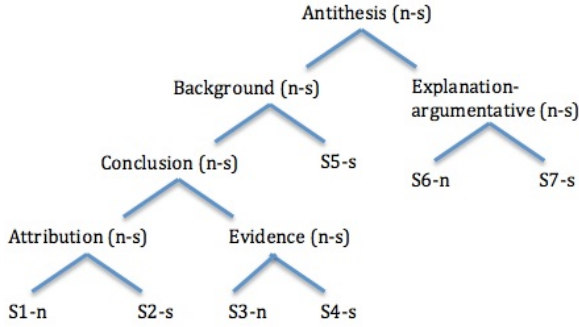 Antithesis (n-s)
Background (n-s)
Explanation-
argumentative (n-s)
Conclusion (n-s)
S5-s
S6-n
S7-s
Attribution (n-s)
Evidence (n-s)
S1-n
S2-s
S3-n
S4-s